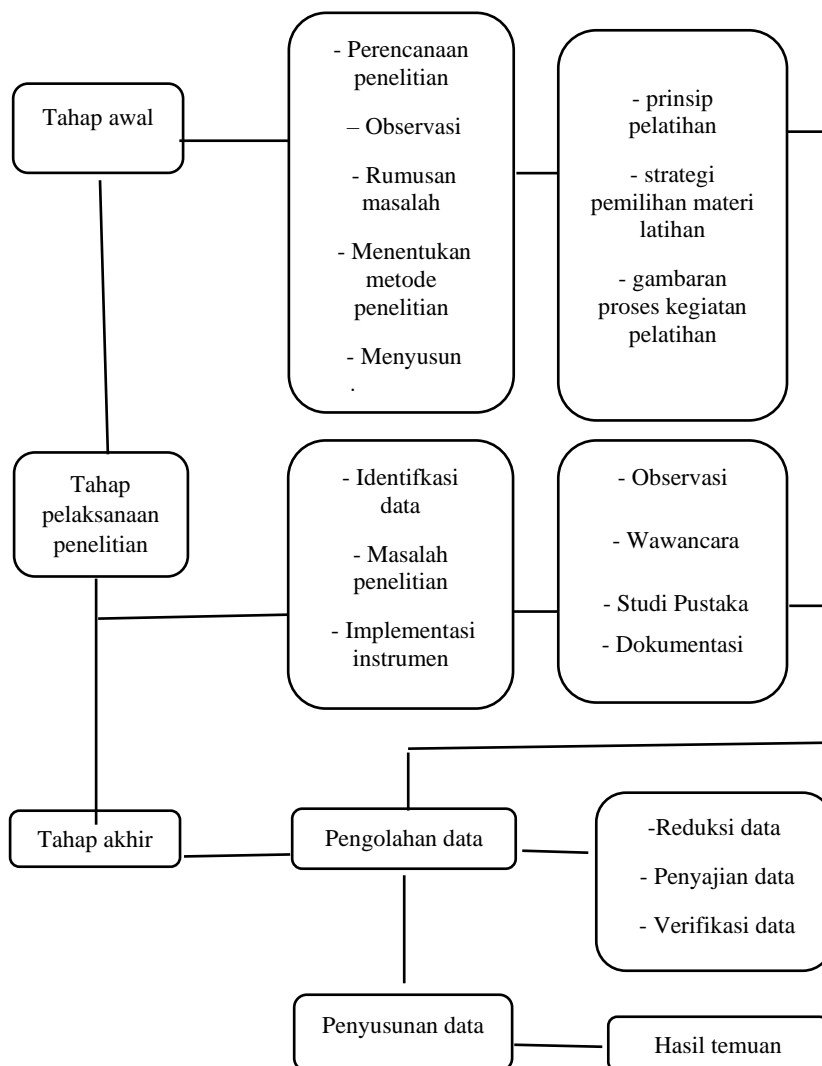 Tahap awal
- Perencanaan
penelitian
– Observasi
- Rumusan
masalah
- Menentukan
metode
penelitian
- Menyusun
.
- prinsip
pelatihan
- strategi
pemilihan materi
latihan
- gambaran
proses kegiatan
pelatihan
Tahap
pelaksanaan
penelitian
- Identifkasi
data
- Masalah
penelitian
- Implementasi
instrumen
- Observasi
- Wawancara
- Studi Pustaka
- Dokumentasi
Tahap akhir
Pengolahan data
-Reduksi data
- Penyajian data
- Verifikasi data
Penyusunan data
Hasil temuan